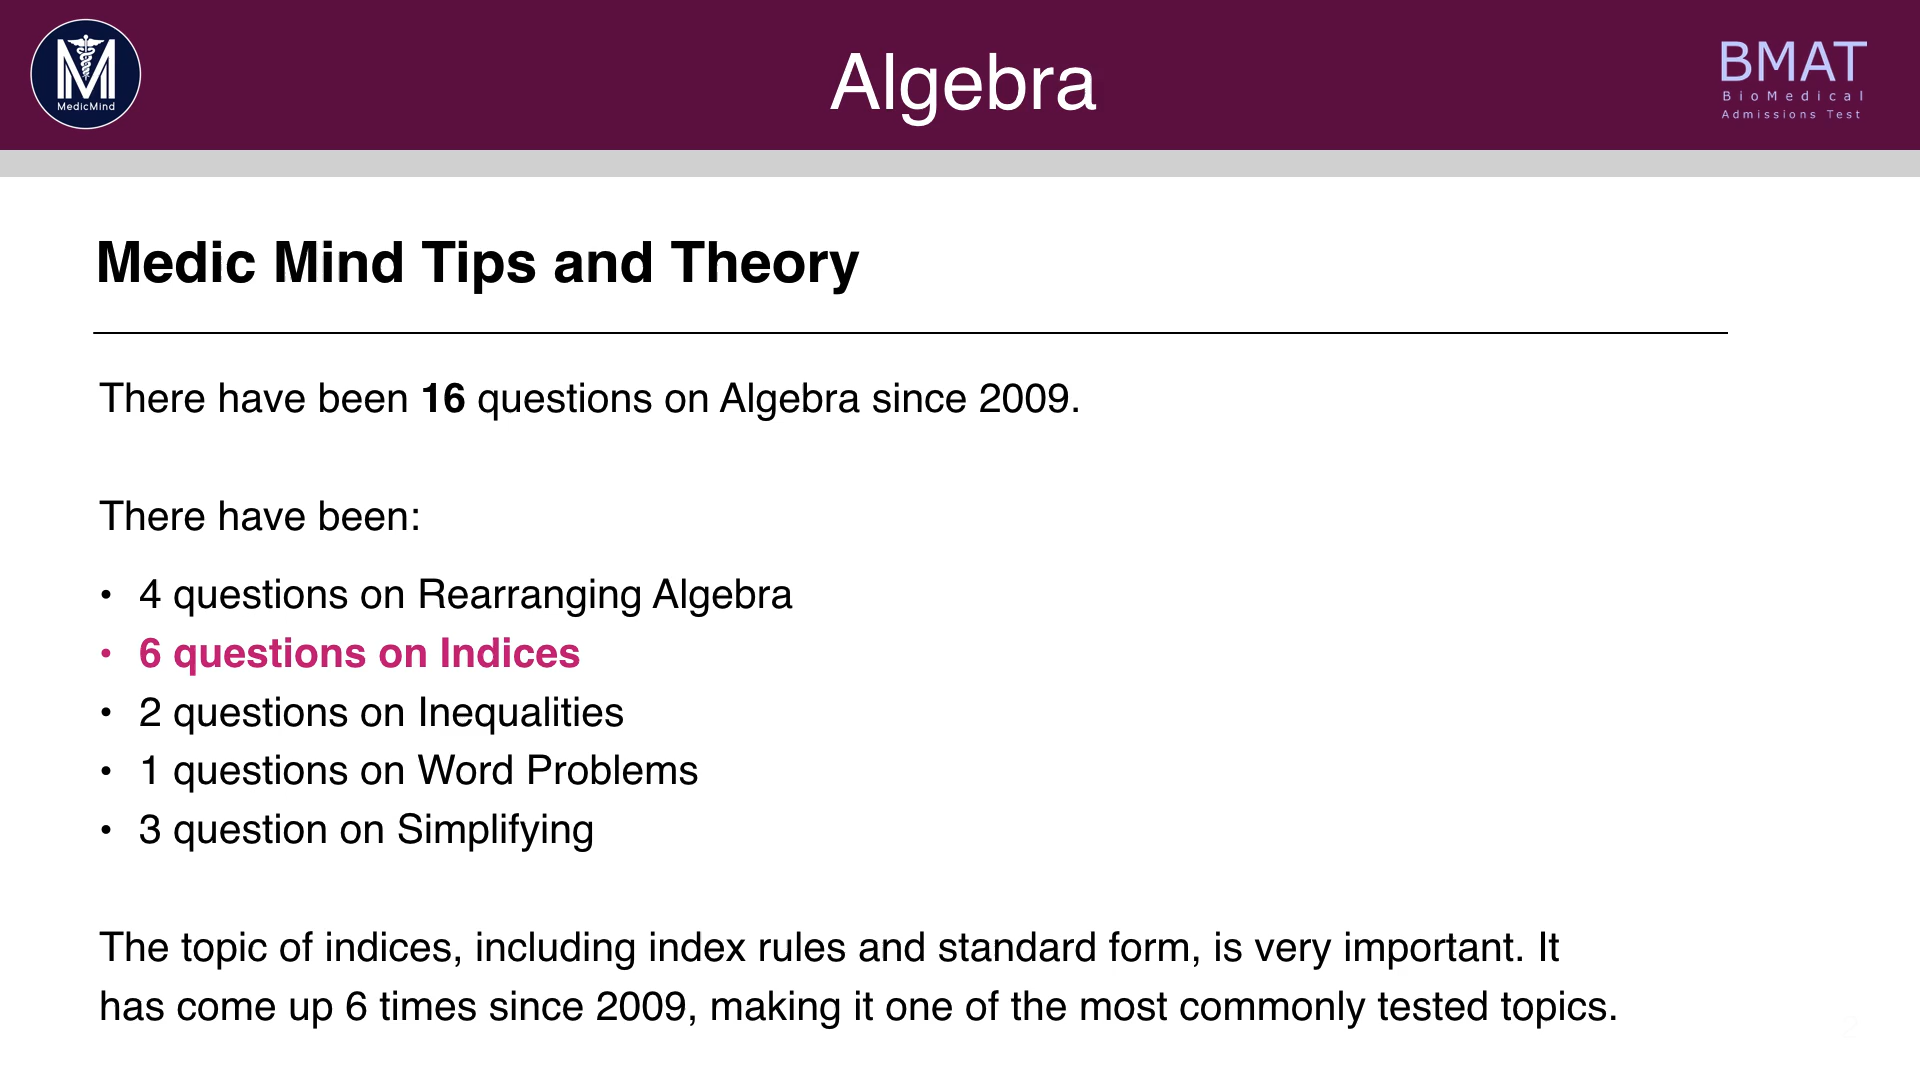 MedicMind
Algebra
BMAT
BioMedical
Admissions Test
Medic Mind Tips and Theory
There have been 16 questions on Algebra since 2009.
There have been:
• 4 questions on Rearranging Algebra
• 6 questions on Indices
• 2 questions on Inequalities
• 1 questions on Word Problems
• 3 question on Simplifying
The topic of indices, including index rules and standard form, is very important. It
has come up 6 times since 2009, making it one of the most commonly tested topics.